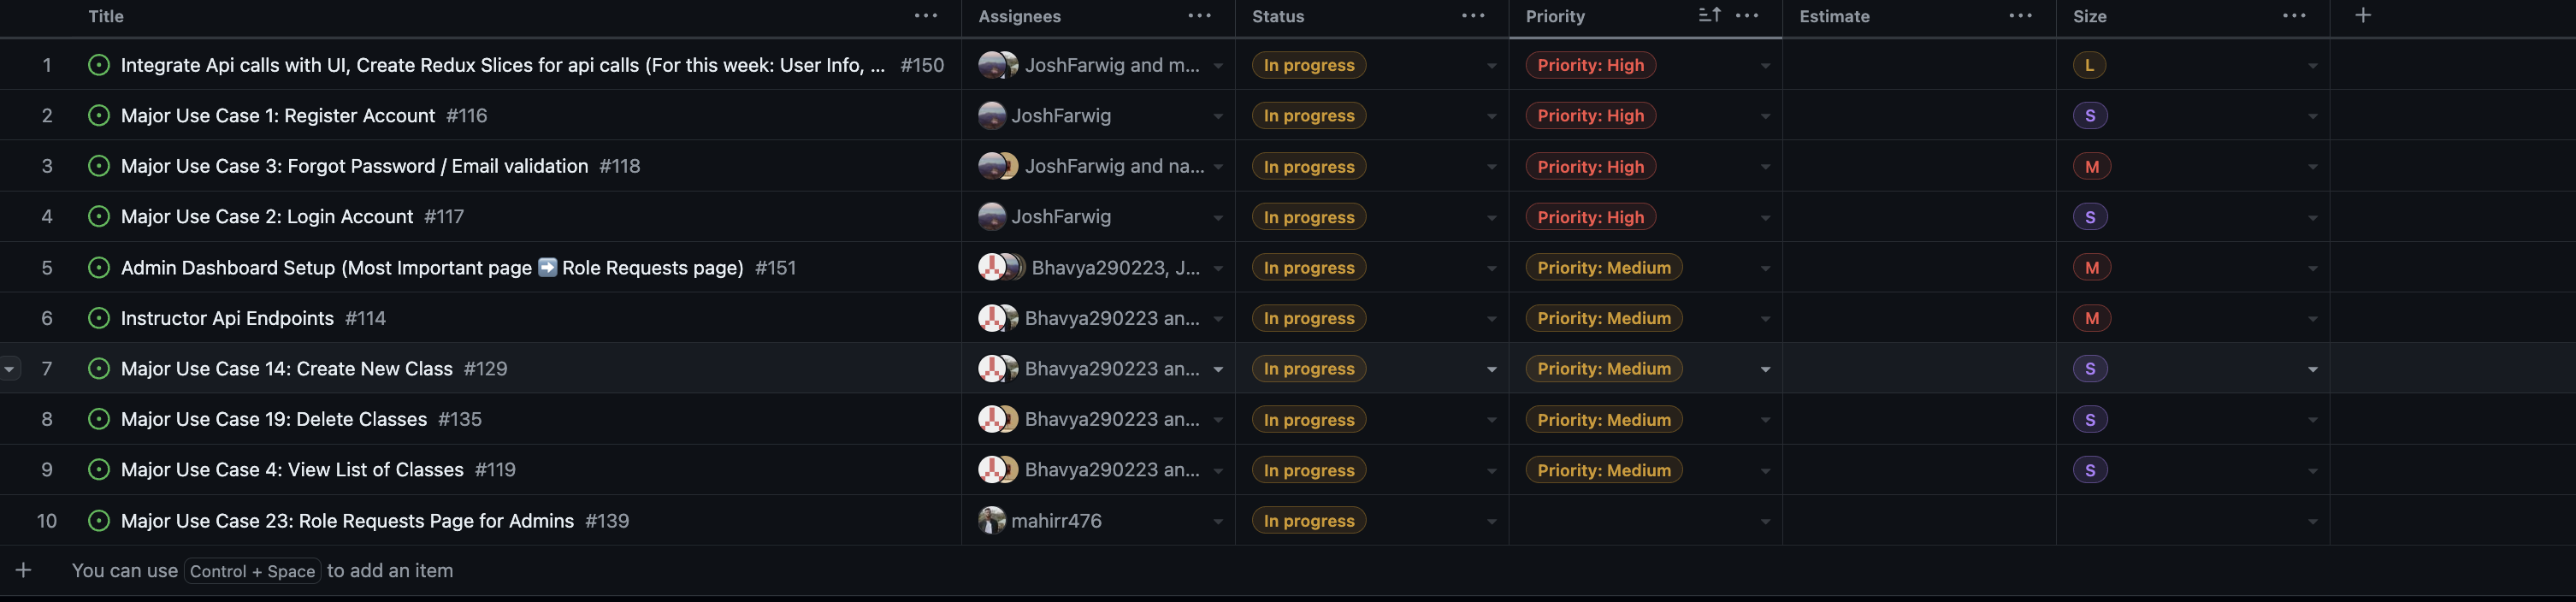 Title ... Assignees ... Status ... Priority ... Estimate ... Size ... +
1 Integrate Api calls with UI, Create Redux Slices for api calls (For this week: User Info, ... #150 JoshFarwig and m... In progress Priority: High L
2 Major Use Case 1: Register Account #116 JoshFarwig In progress Priority: High S
3 Major Use Case 3: Forgot Password / Email validation #118 JoshFarwig and na... In progress Priority: High M
4 Major Use Case 2: Login Account #117 JoshFarwig In progress Priority: High S
5 Admin Dashboard Setup (Most Important page ➡️ Role Requests page) #151 Bhavya290223, J... In progress Priority: Medium M
6 Instructor Api Endpoints #114 Bhavya290223 an... In progress Priority: Medium M
7 Major Use Case 14: Create New Class #129 Bhavya290223 an... In progress Priority: Medium S
8 Major Use Case 19: Delete Classes #135 Bhavya290223 an... In progress Priority: Medium S
9 Major Use Case 4: View List of Classes #119 Bhavya290223 an... In progress Priority: Medium S
10 Major Use Case 23: Role Requests Page for Admins #139 mahirr476 In progress
+ You can use Control + Space to add an item